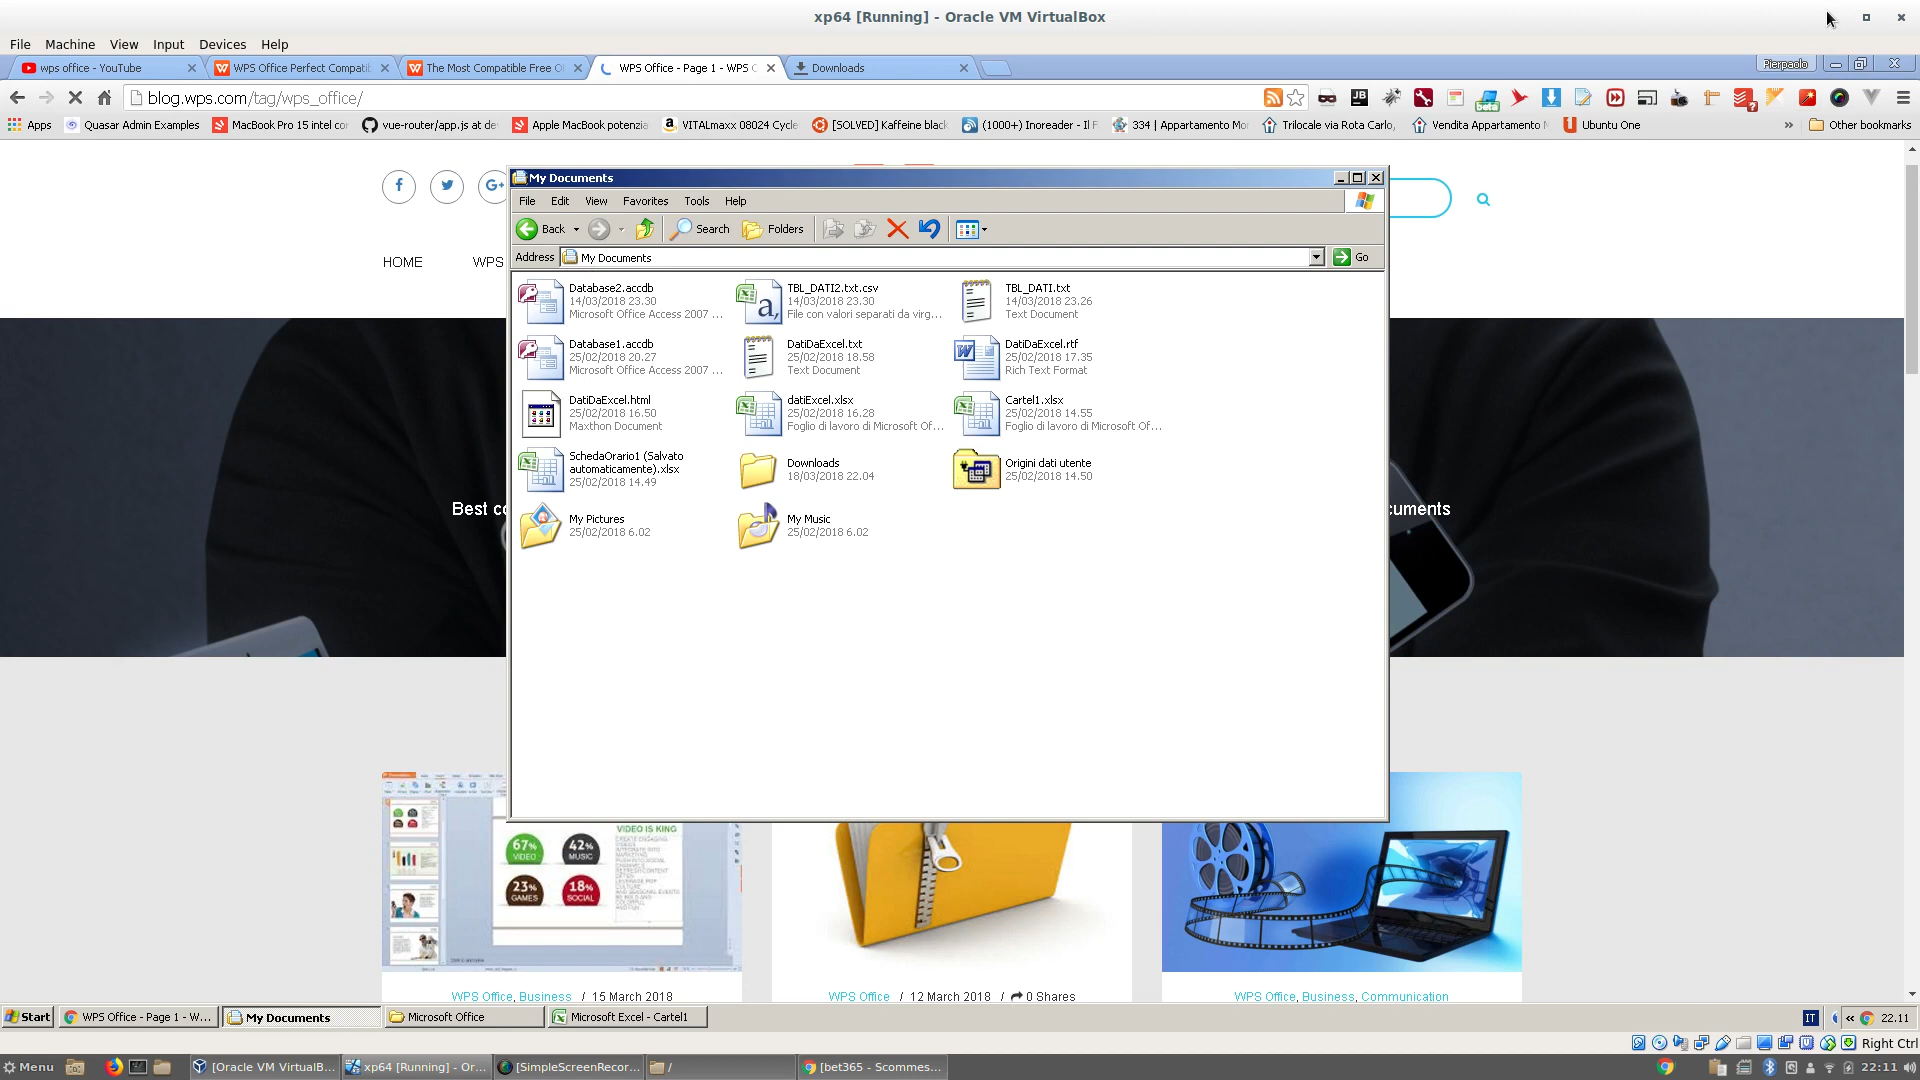 xp64 [Running] - Oracle VM VirtualBox
File Machine View Input Devices Help
wps office - YouTube
WPS Office Perfect Compatib
The Most Compatible Free O
WPS Office - Page 1 - WPS O
Downloads
Pierpaolo
blog.wps.com/tag/wps_office/
Apps
Quasar Admin Examples
MacBook Pro 15 intel co
vue-router/app.js at de
Apple MacBook potenzia
VITALmaxx 08024 Cycle
[SOLVED] Kaffeine black
(1000+) Inoreader - Il F
334 | Appartamento Mo
Trilocale via Rota Carlo,
Vendita Appartamento
Ubuntu One
Other bookmarks
HOME
WPS
My Documents
File Edit View Favorites Tools Help
Back
Search
Folders
Address
My Documents
Go
Database2.accdb
14/03/2018 23.30
Microsoft Office Access 2007 ...
TBL_DATI2.txt.csv
14/03/2018 23.30
File con valori separati da virg...
TBL_DATI.txt
14/03/2018 23.26
Text Document
Database1.accdb
25/02/2018 20.27
Microsoft Office Access 2007 ...
DatiDaExcel.txt
25/02/2018 18.58
Text Document
DatiDaExcel.rtf
25/02/2018 17.35
Rich Text Format
DatiDaExcel.html
25/02/2018 16.50
Maxthon Document
datiExcel.xlsx
25/02/2018 16.28
Foglio di lavoro di Microsoft Of...
Cartel1.xlsx
25/02/2018 14.55
Foglio di lavoro di Microsoft Of...
SchedaOrario1 (Salvato
automaticamente).xlsx
25/02/2018 14.49
Downloads
18/03/2018 22.04
Origini dati utente
25/02/2018 14.50
My Pictures
25/02/2018 6.02
My Music
25/02/2018 6.02
Best co
cuments
VIDEO IS KING
67% VIDEO
42% MUSIC
23% GAMES
18% SOCIAL
WPS Office, Business / 15 March 2018
WPS Office / 12 March 2018 / 0 Shares
WPS Office, Business, Communication
Start
WPS Office - Page 1 - W...
My Documents
Microsoft Office
Microsoft Excel - Cartel1
IT
22.11
Right Ctrl
Menu
[Oracle VM VirtualB...
xp64 [Running] - Or...
[SimpleScreenRecor...
/
[bet365 - Scommes...
22:11